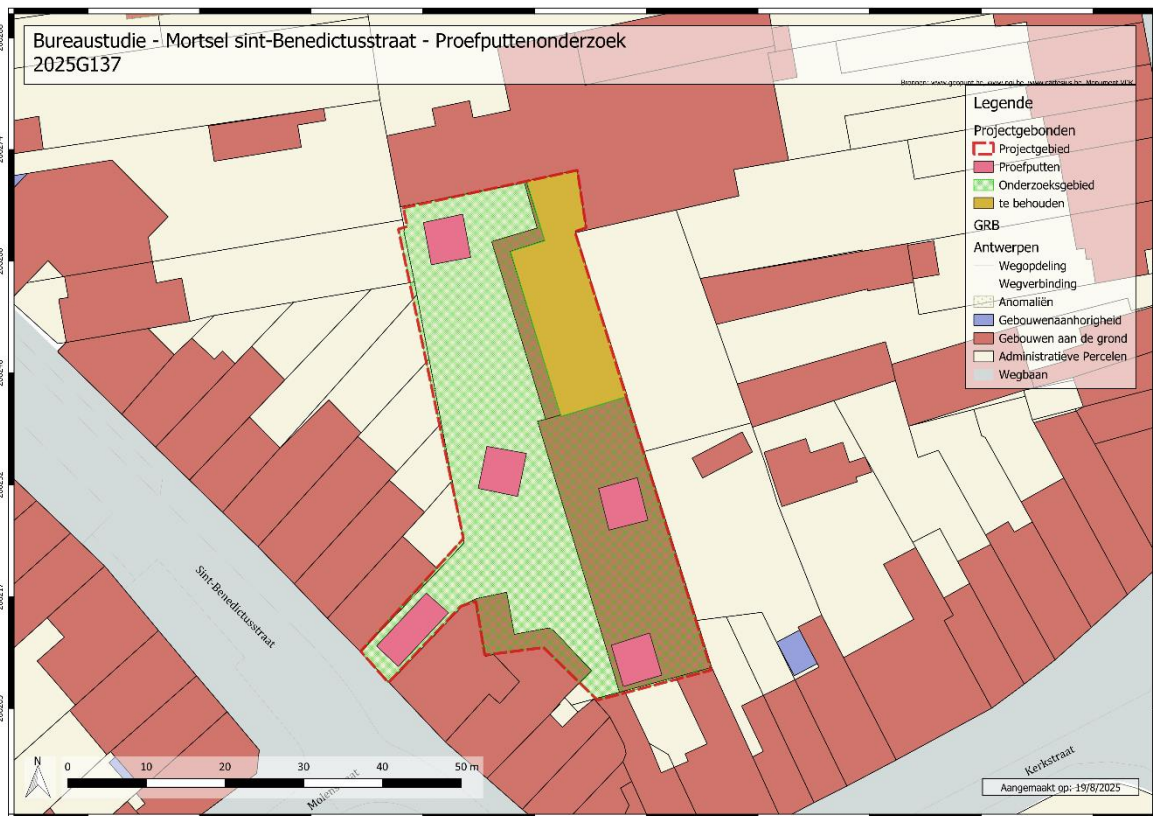 Bureaustudie - Mortsel sint-Benedictusstraat - Proefputtenonderzoek
2025G137
Legende
Projectgebonden
Projectgebied
Proefputten
Onderzoeksgebied
te behouden
GRB
Antwerpen
Wegopdeling
Wegverbinding
Anomaliën
Gebouwenaanhorigheid
Gebouwen aan de grond
Administratieve Percelen
Wegbaan
Sint-Benedictusstraat
Kerkstraat
N
0 10 20 30 40 50 m
Aangemaakt op: 19/8/2025